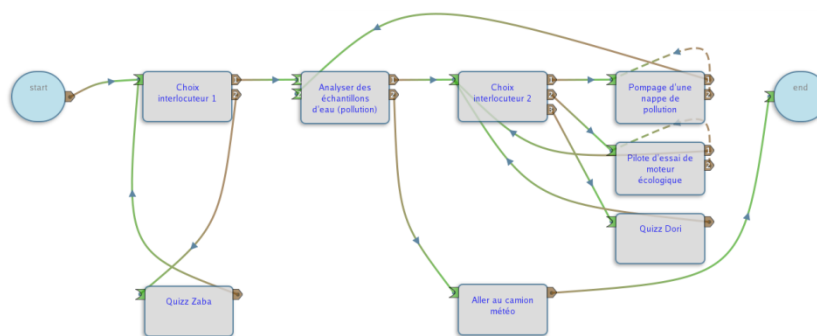 start
Choix
interlocuteur 1
Analyser des
échantillons
d'eau (pollution)
Choix
interlocuteur 2
Pompage d'une
nappe de
pollution
end
Pilote d'essai de
moteur
écologique
Quizz Dori
Quizz Zaba
Aller au camion
météo